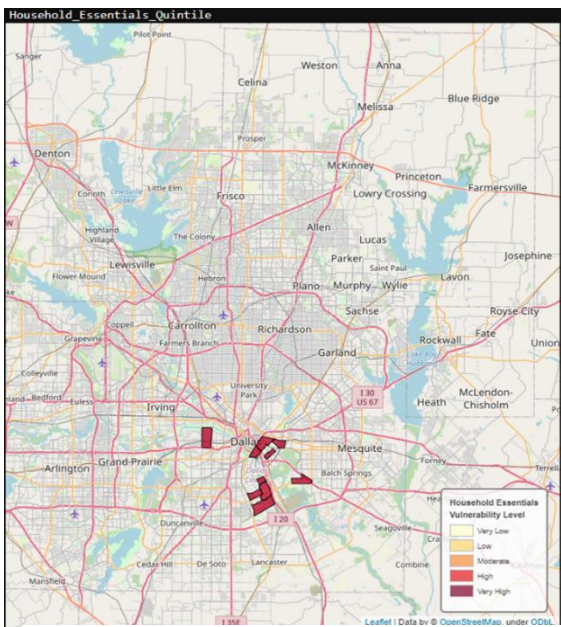 Household_Essentials_Quintile
Pilot Point
Sanger
Weston
Anna
Celina
Blue Ridge
Melissa
Prosper
Denton
McKinney
Princeton
Little Elm
Farmersville
Corinth
Lewisville
Lake
Frisco
Lowry Crossing
Highland
Village
Allen
The Colony
Lucas
Parker
Josephine
Lewisville
Saint Paul
Flower Mound
Hebron
Lavon
Plano
Murphy
Wylie
Coppell
Carrollton
Richardson
Sachse
Royse City
Grapevine
Farmers Branch
Rockwall
Fate
Garland
Union
Colleyville
University
Park
I 30
US 67
McLendon-
Chisholm
Bedford
Euless
Irving
Heath
Dallas
Mesquite
Arlington
Grand Prairie
Forney
Balch Springs
Terrell
Duncanville
I 20
Seagoville
Household Essentials
Vulnerability Level
Very Low
Low
Moderate
High
Very High
Cedar Hill
De Soto
Lancaster
Combine
Mansfield
I 35E
Leaflet | Data by © OpenStreetMap, under ODbL.